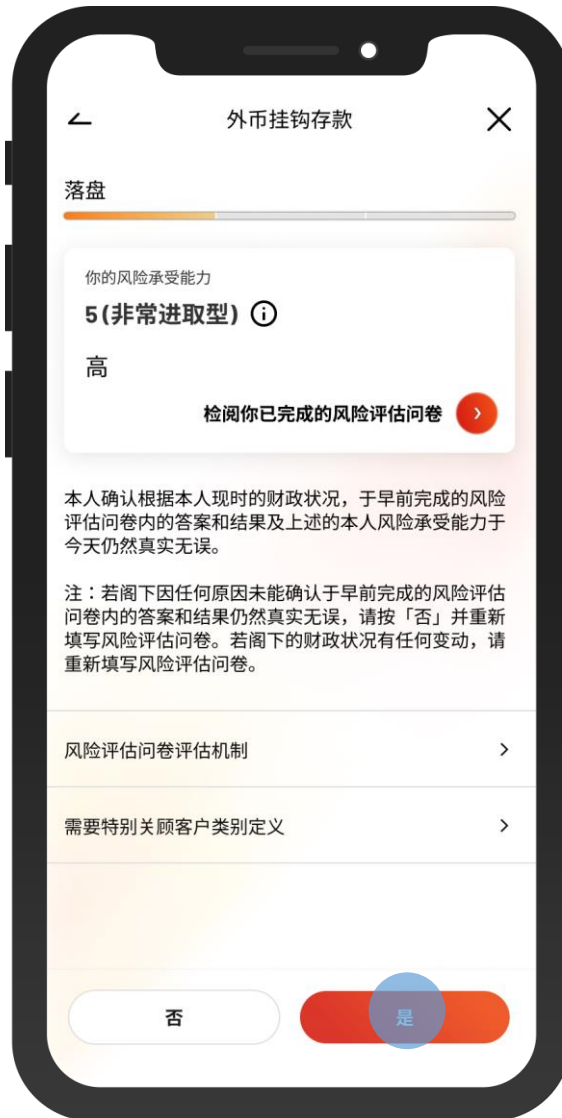 外币挂钩存款
落盘
你的风险承受能力
5(非常进取型)
高
检阅你已完成的风险评估问卷
本人确认根据本人现时的财政状况，于早前完成的风险
评估问卷内的答案和结果及上述的本人风险承受能力于
今天仍然真实无误。
注：若阁下因任何原因未能确认于早前完成的风险评估
问卷内的答案和结果仍然真实无误，请按「否」并重新
填写风险评估问卷。若阁下的财政状况有任何变动，请
重新填写风险评估问卷。
风险评估问卷评估机制
需要特别关顾客户类别定义
否
是